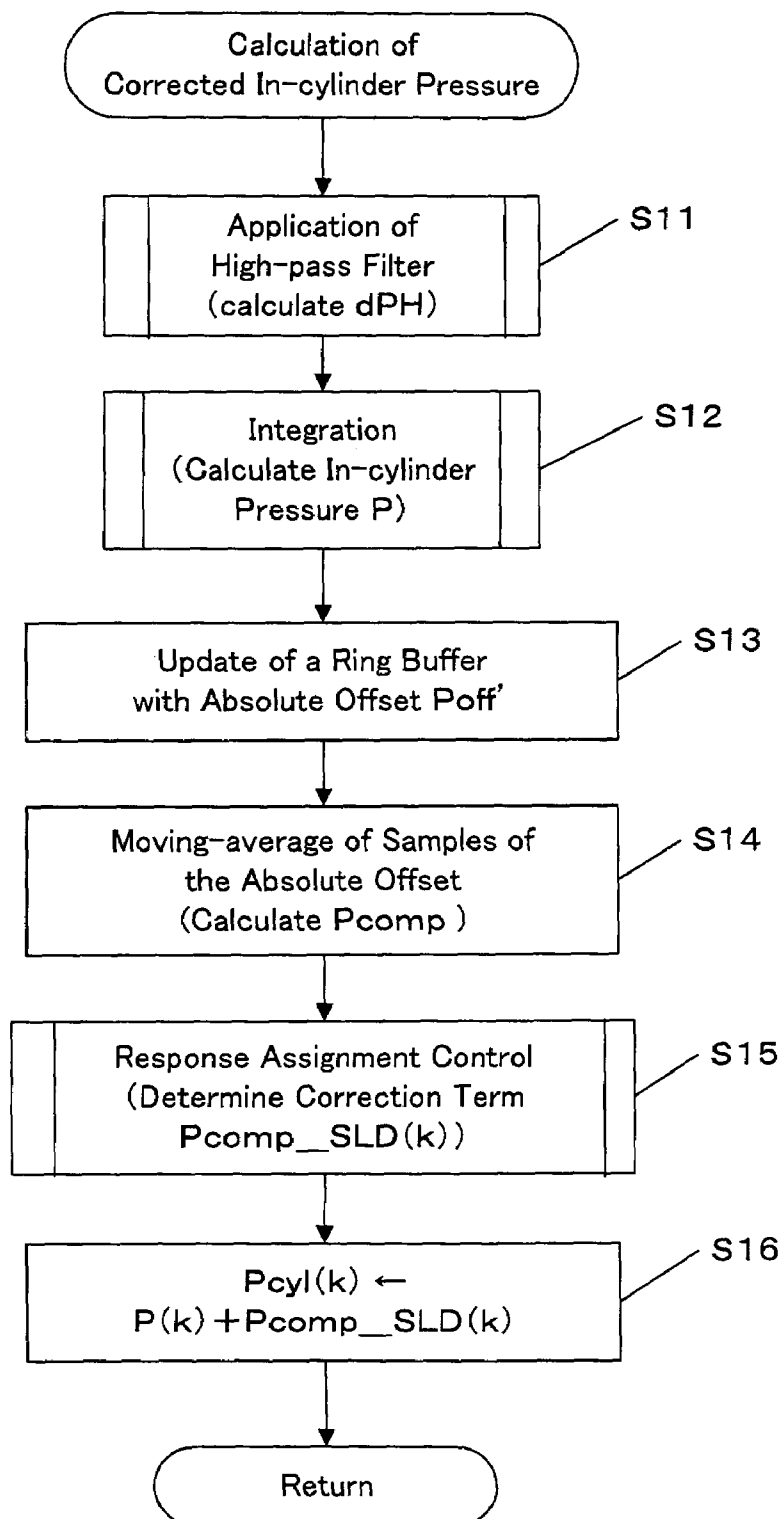 Calculation of
Corrected In-cylinder Pressure
Application of
High-pass Filter
(calculate dPH)
S11
Integration
(Calculate In-cylinder
Pressure P)
S12
Update of a Ring Buffer
with Absolute Offset Poff'
S13
Moving-average of Samples of
the Absolute Offset
(Calculate Pcomp )
S14
Response Assignment Control
(Determine Correction Term
Pcomp__SLD(k))
S15
Pcyl(k) ←
P(k)+Pcomp__SLD(k)
S16
Return